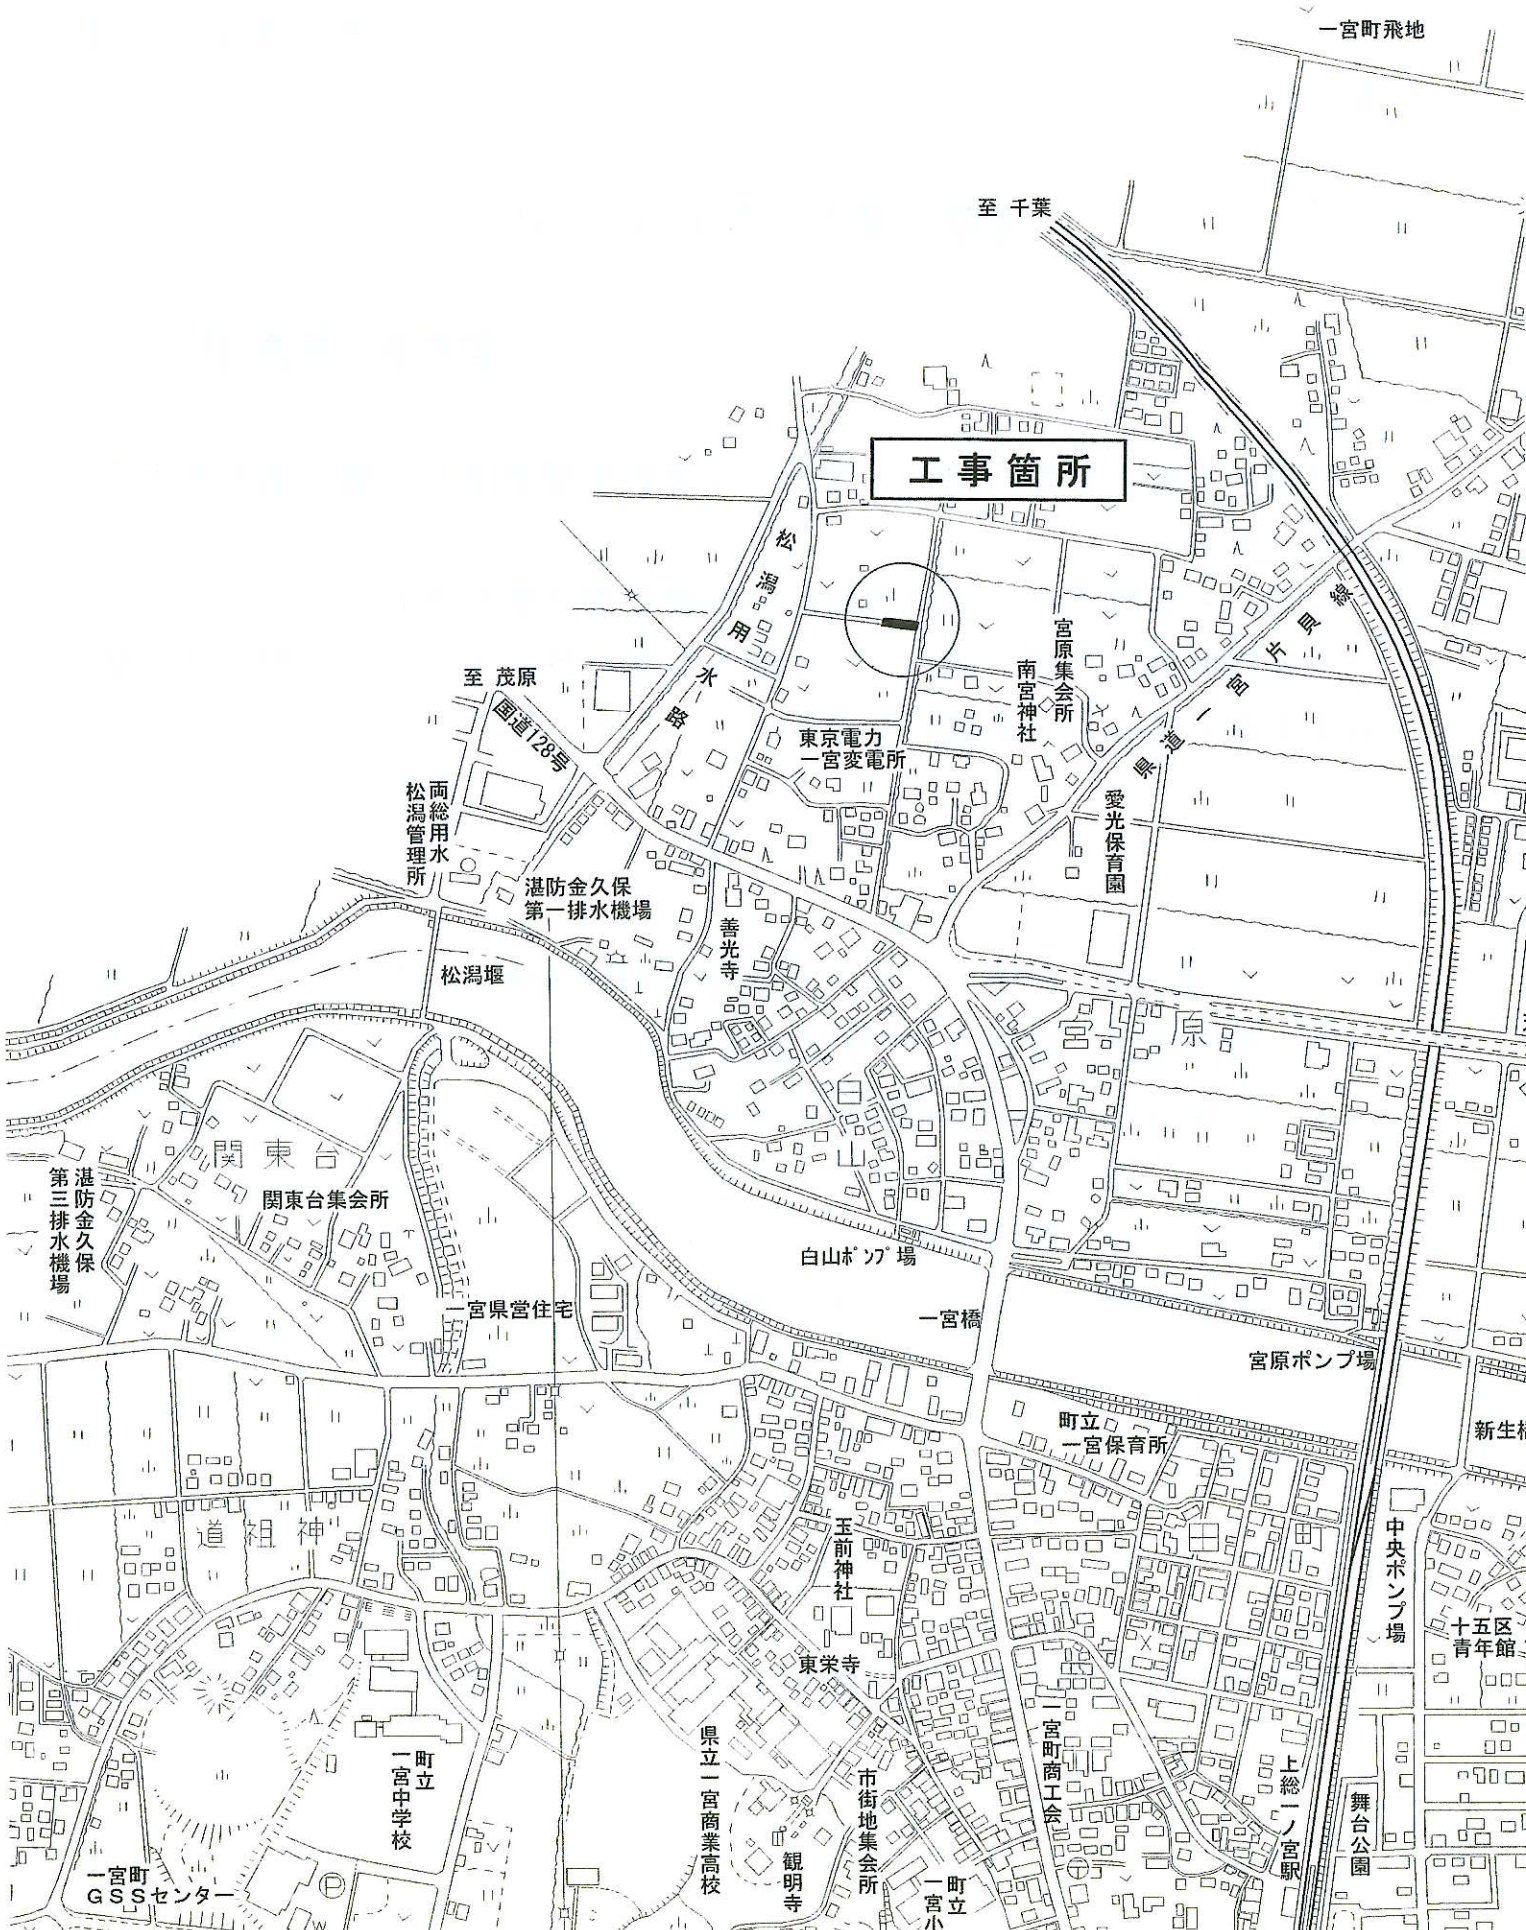 一宮町飛地
至 千葉
工事箇所
松潟用水路
宮原集会所
南宮神社
県道一宮片貝線
至 茂原
国道128号
東京電力
一宮変電所
両総用水
松潟管理所
愛光保育園
湛防金久保
第一排水機場
善光寺
松潟堰
宮原
関東台
関東台集会所
湛防金久保
第三排水機場
白山
白山ポンプ場
一宮県営住宅
一宮橋
宮原ポンプ場
町立
一宮保育所
新生橋
道祖神
玉前神社
田町
中央ポンプ場
十五区
青年館
東栄寺
町立
一宮中学校
県立一宮商業高校
市街地集会所
観明寺
一宮町商工会
上総一ノ宮駅
舞台公園
一宮町
GSSセンター
P
町立
一宮小